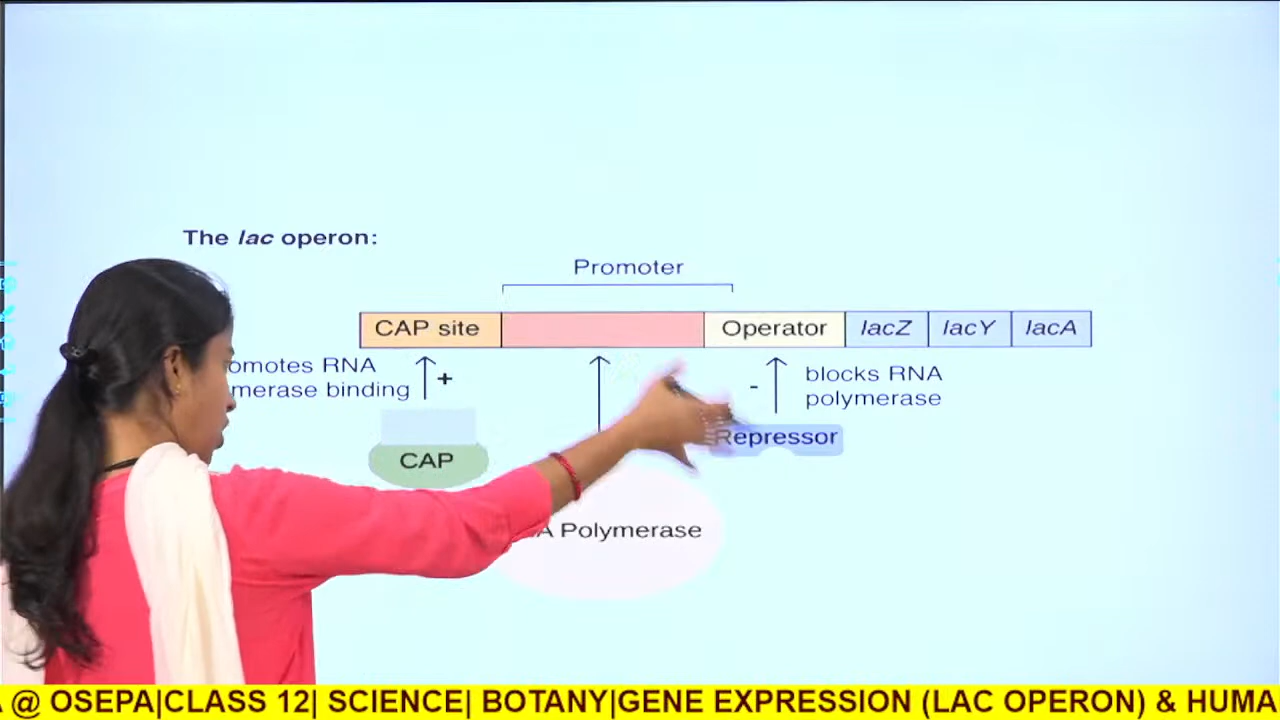 The lac operon:
Promoter
CAP site
Operator
lacZ
lacY
lacA
omotes RNA
merase binding
+
-
blocks RNA
polymerase
CAP
Repressor
A Polymerase
A @ OSEPA|CLASS 12| SCIENCE| BOTANY|GENE EXPRESSION (LAC OPERON) & HUMA